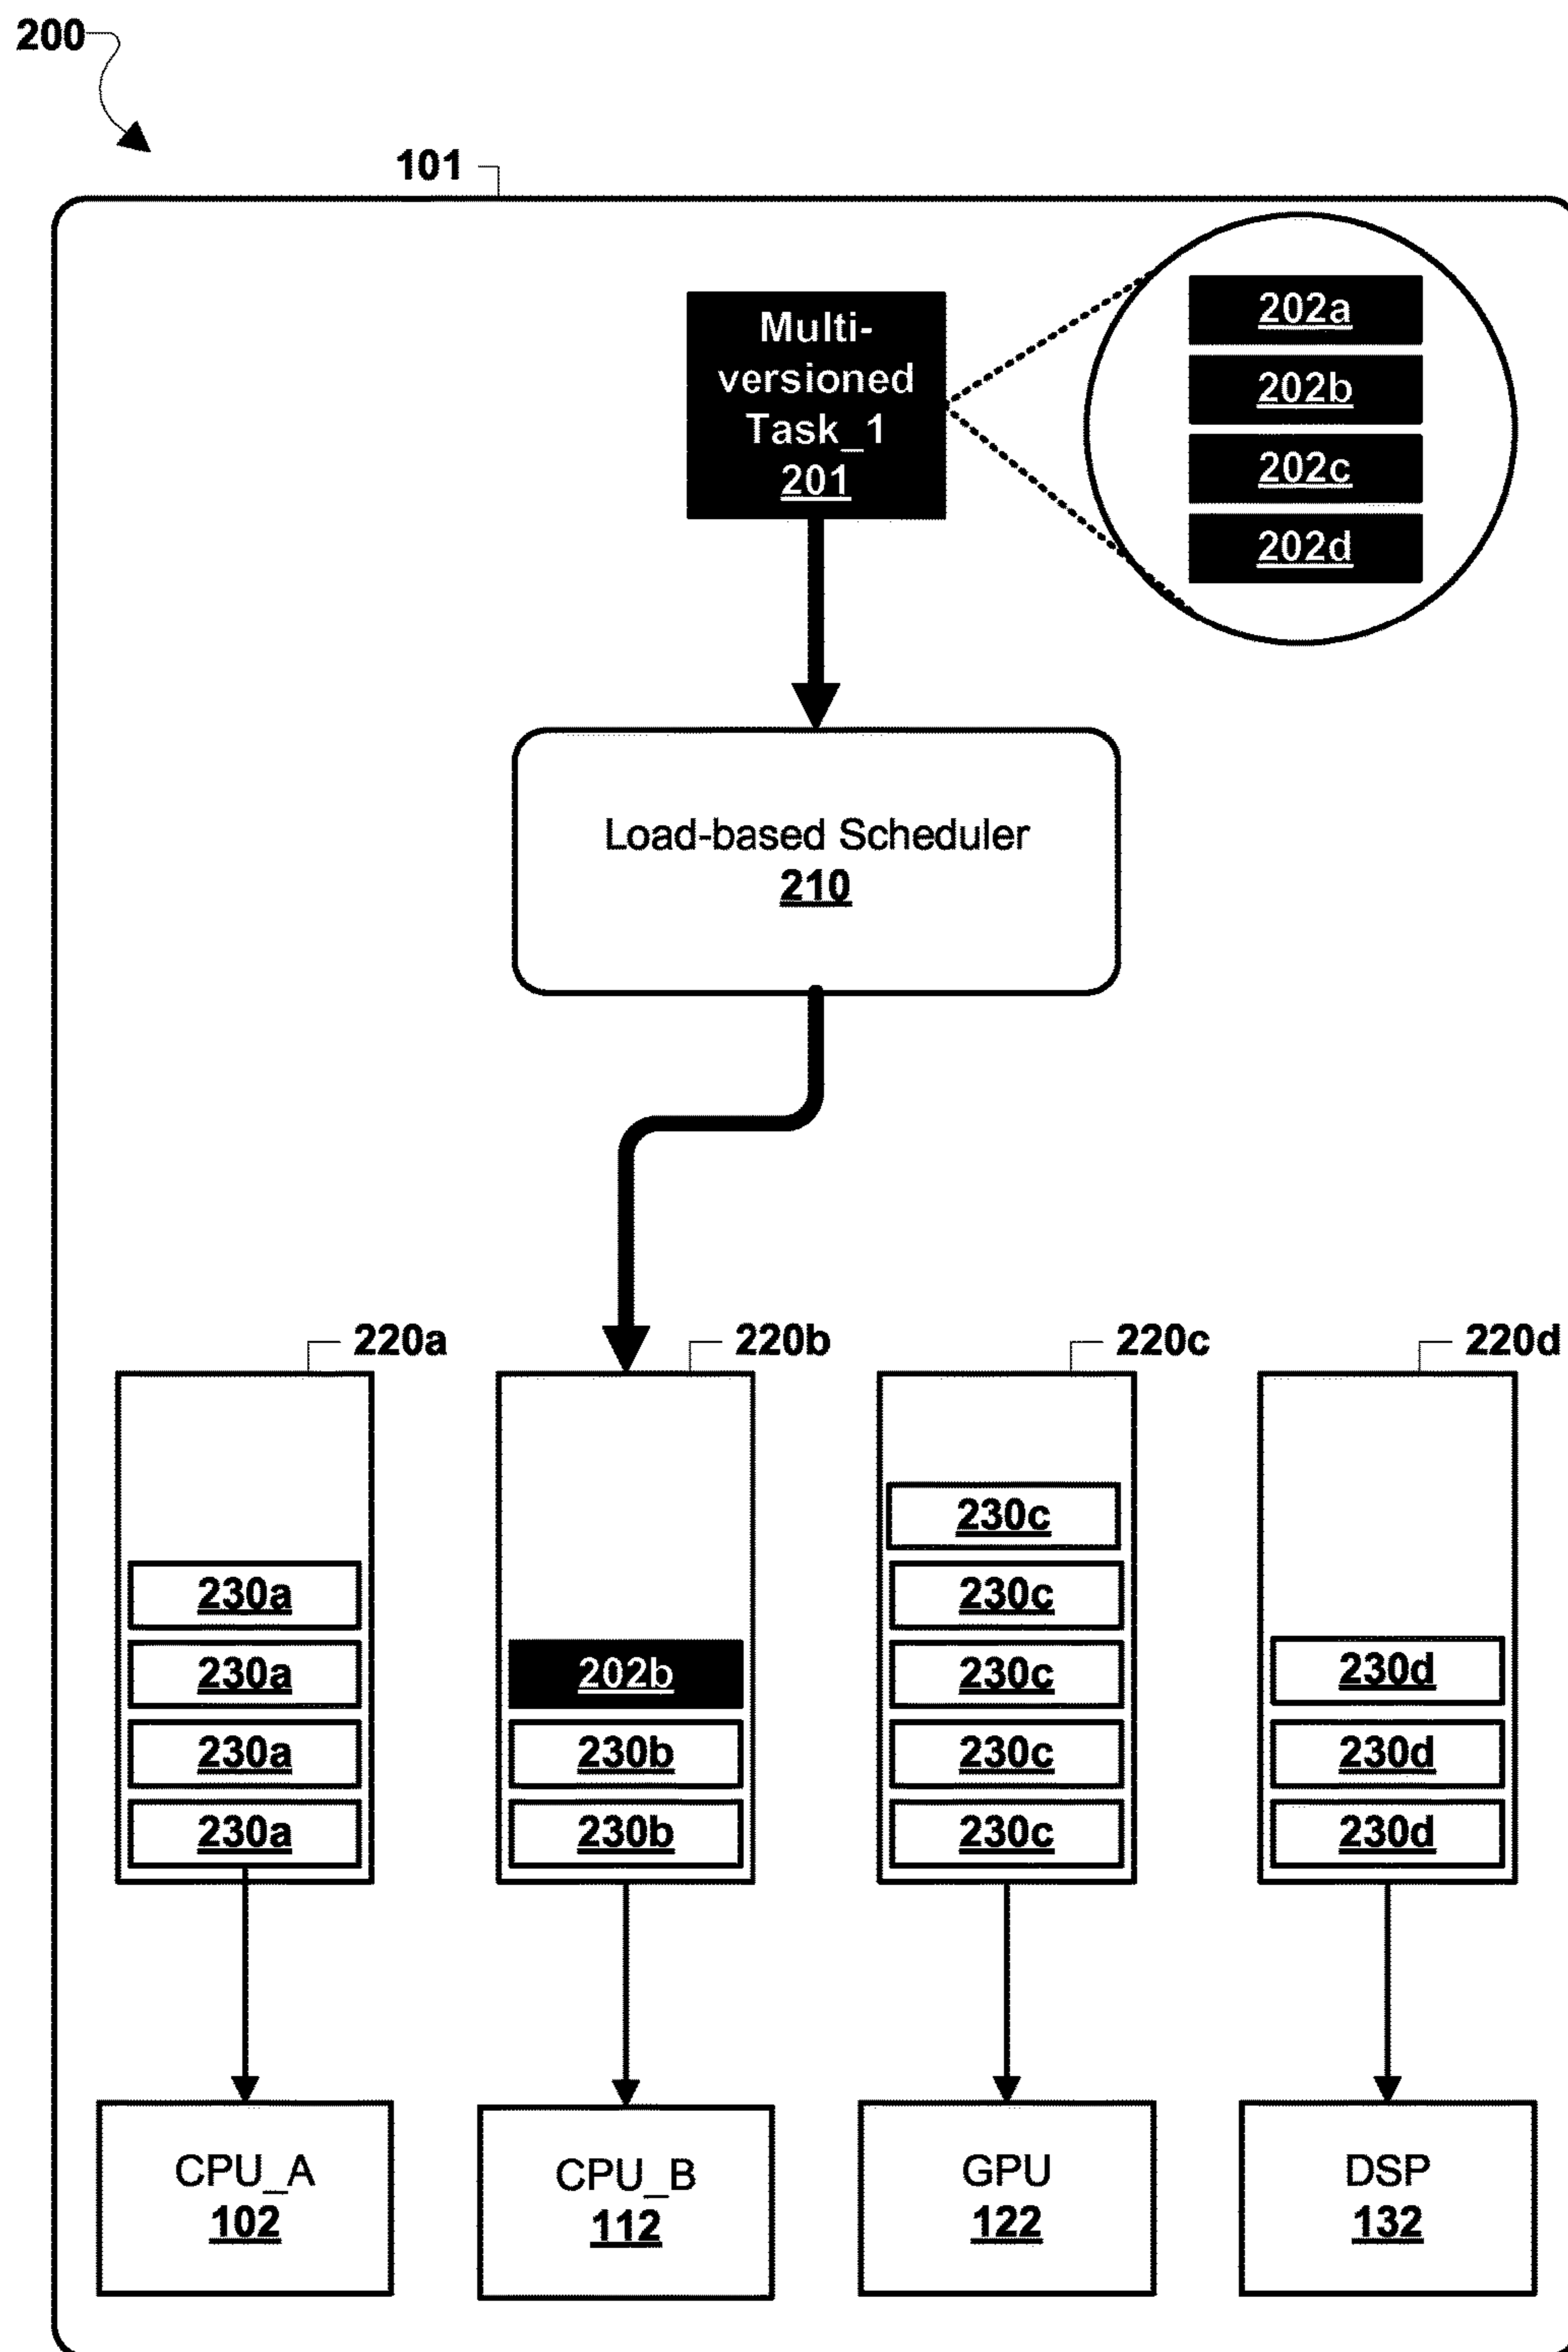 200
101
Multi-
versioned
Task_1
201
202a
202b
202c
202d
Load-based Scheduler
210
220a
220b
220c
220d
230a
230a
230a
230a
202b
230b
230b
230c
230c
230c
230c
230c
230d
230d
230d
CPU_A
102
CPU_B
112
GPU
122
DSP
132